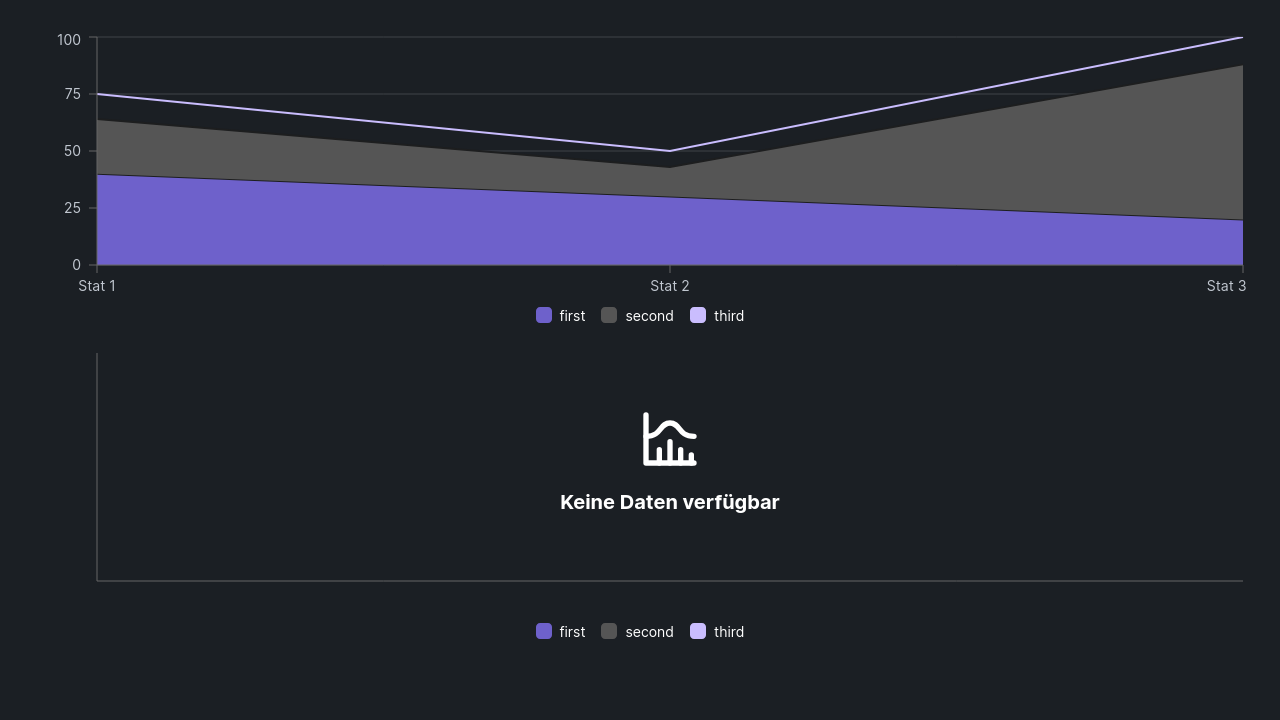 100
75
50
25
0
Stat 1 Stat 2 Stat 3
first second third
Keine Daten verfügbar
first second third